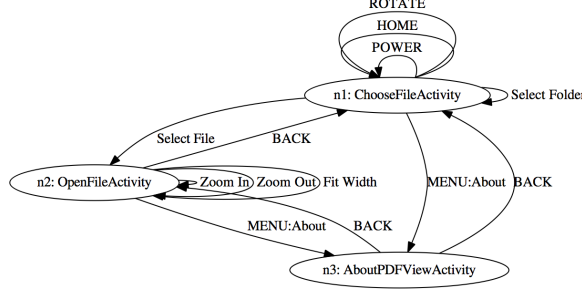 ROTATE
HOME
POWER
n1: ChooseFileActivity
Select Folder
Select File
BACK
n2: OpenFileActivity
Zoom In
Zoom Out
Fit Width
MENU:About
BACK
MENU:About
BACK
n3: AboutPDFViewActivity